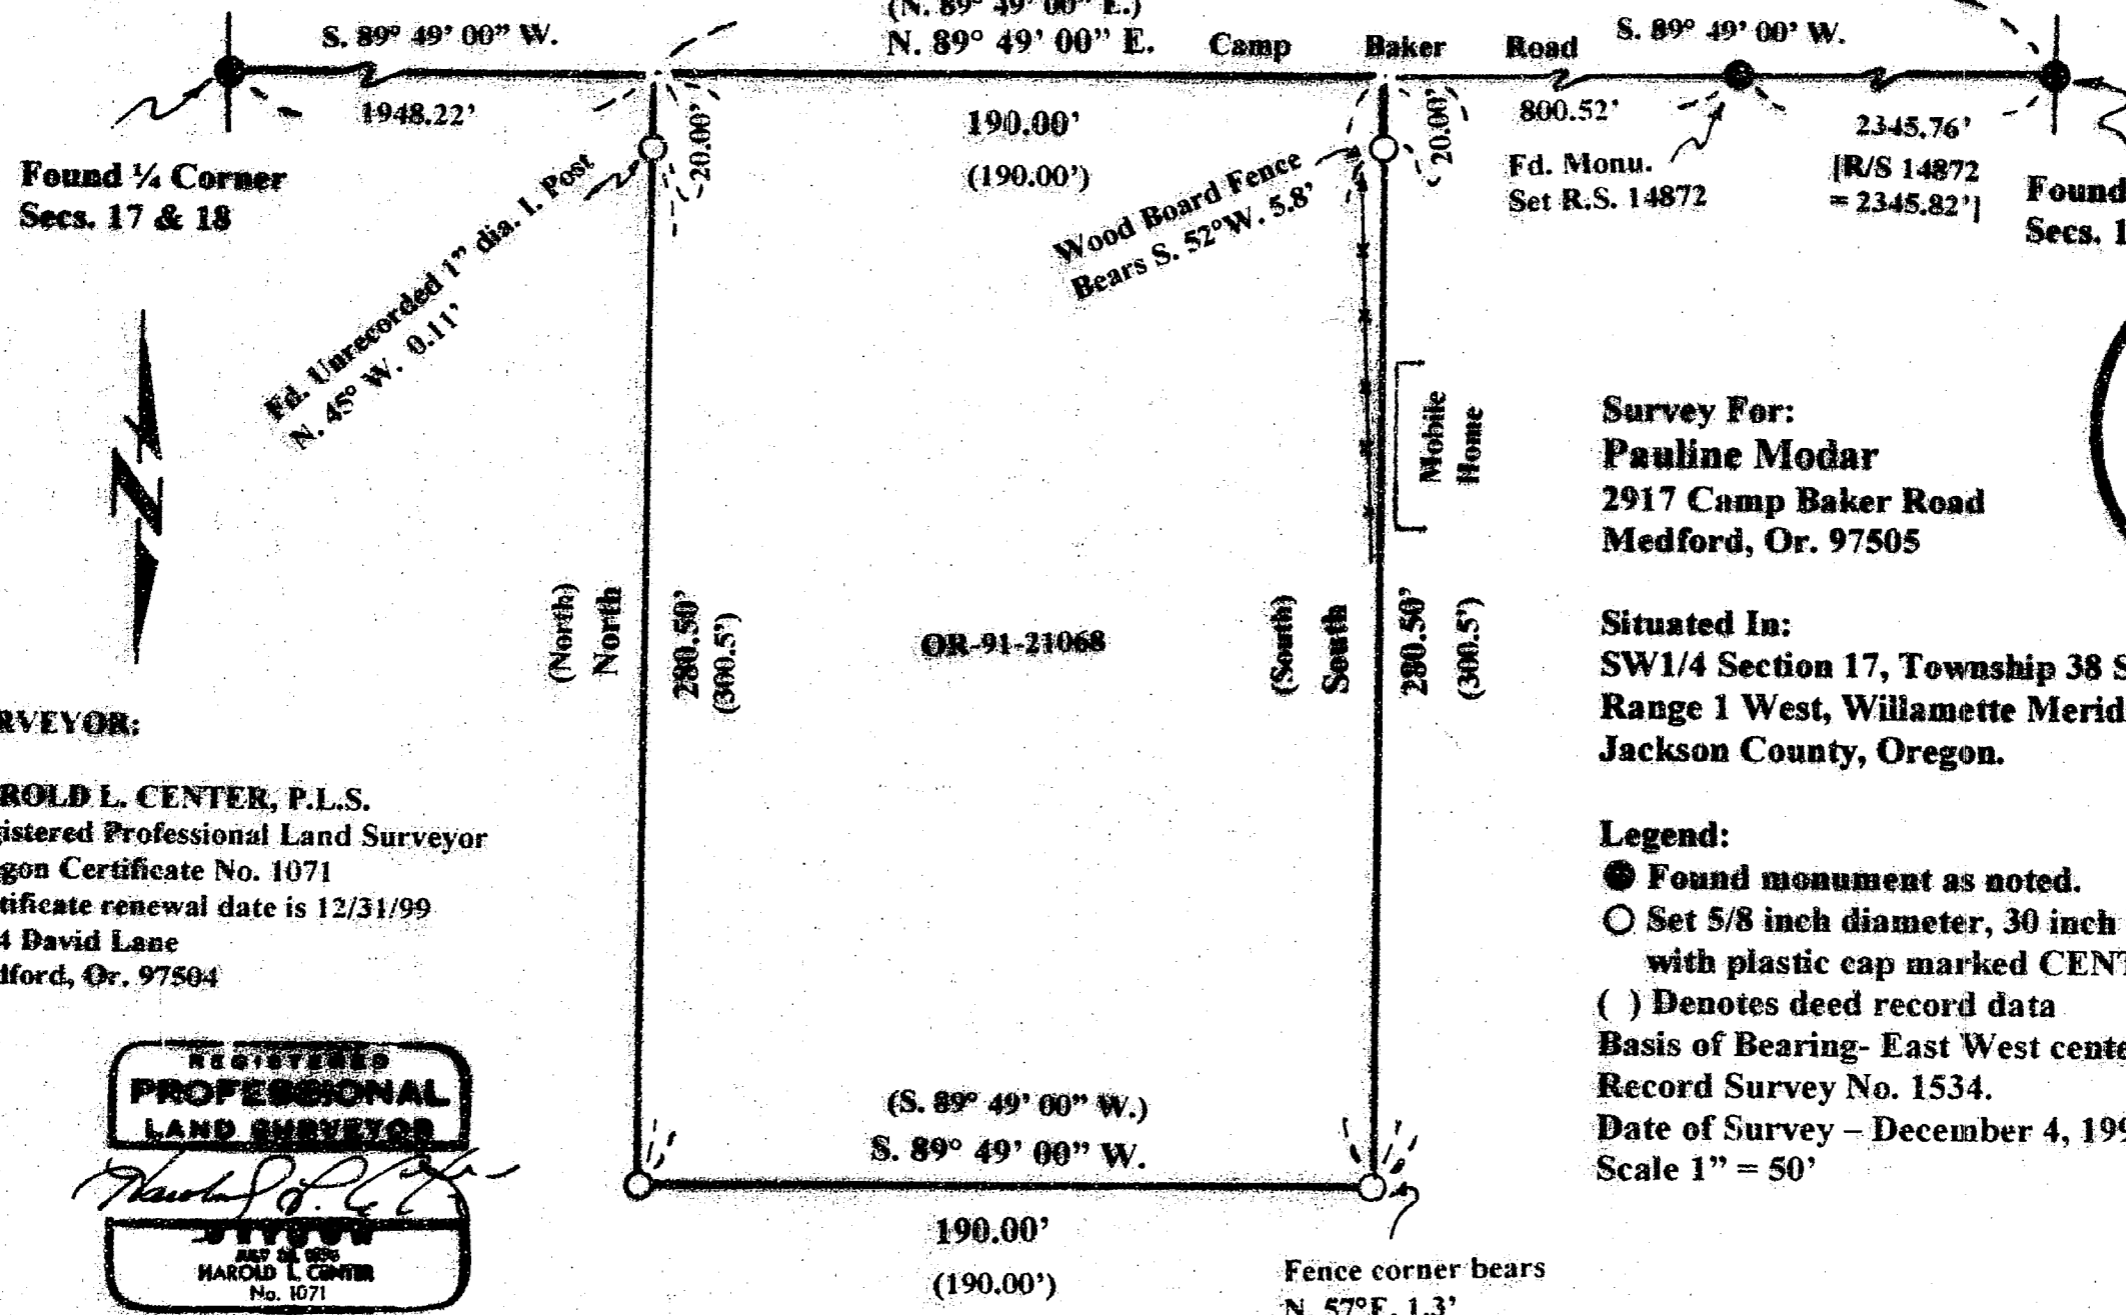 (N. 89° 49' 00" E.)
S. 89° 49' 00" W.
N. 89° 49' 00" E.
Camp Baker Road
S. 89° 49' 00" W.
1948.22'
20.00'
190.00'
(190.00')
20.00'
800.52'
2345.76'
[R/S 14872
= 2345.82']
Found ¼ Corner
Secs. 17 & 18
Fd. Unrecorded 1" dia. I. Post
N. 45° W. 0.11'
Wood Board Fence
Bears S. 52° W. 5.8'
Fd. Monu.
Set R.S. 14872
Found
Secs. 1
N
Mobile
Home
Survey For:
Pauline Modar
2917 Camp Baker Road
Medford, Or. 97505
(North)
North
280.50'
(300.5')
OR-91-21068
(South)
South
280.50'
(300.5')
Situated In:
SW1/4 Section 17, Township 38 S
Range 1 West, Willamette Merid
Jackson County, Oregon.
RVEYOR:
ROLD L. CENTER, P.L.S.
istered Professional Land Surveyor
gon Certificate No. 1071
tificate renewal date is 12/31/99
4 David Lane
dford, Or. 97504
Legend:
Found monument as noted.
Set 5/8 inch diameter, 30 inch
with plastic cap marked CENT
( ) Denotes deed record data
Basis of Bearing- East West cente
Record Survey No. 1534.
Date of Survey – December 4, 199
Scale 1" = 50'
REGISTERED
PROFESSIONAL
LAND SURVEYOR
Harold L. Center
HAROLD L. CENTER
No. 1071
(S. 89° 49' 00" W.)
S. 89° 49' 00" W.
190.00'
(190.00')
Fence corner bears
N. 57° E. 1.3'